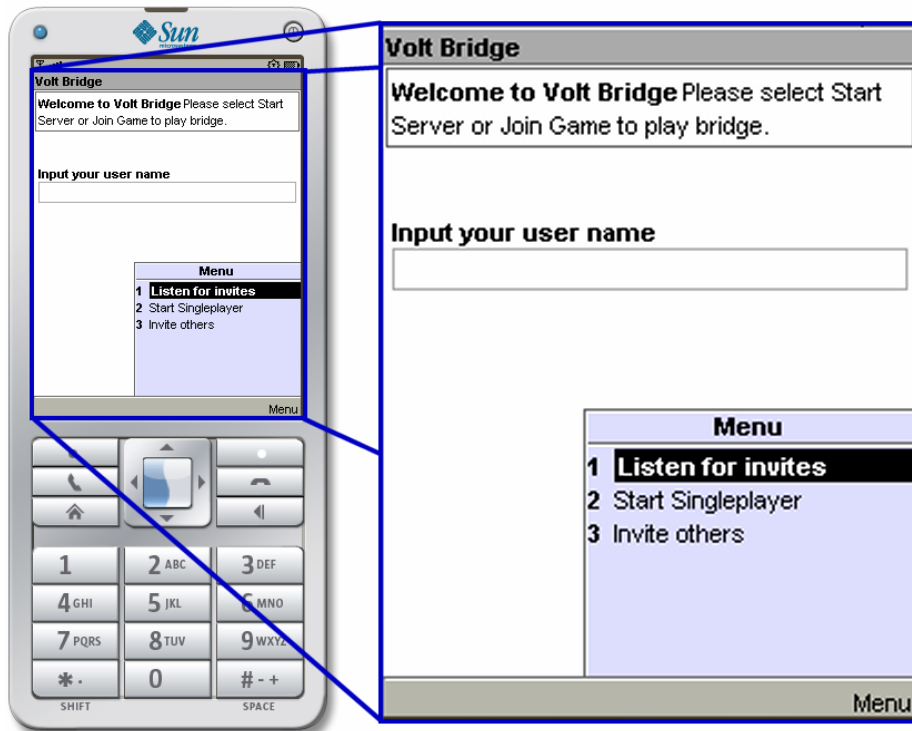 Sun
microsystems
Volt Bridge
Welcome to Volt Bridge Please select Start
Server or Join Game to play bridge.
Input your user name
Menu
1 Listen for invites
2 Start Singleplayer
3 Invite others
Menu
1
2 ABC
3 DEF
4 GHI
5 JKL
6 MNO
7 PQRS
8 TUV
9 WXYZ
* .
0
# - +
SHIFT
SPACE
Volt Bridge
Welcome to Volt Bridge Please select Start
Server or Join Game to play bridge.
Input your user name
Menu
1 Listen for invites
2 Start Singleplayer
3 Invite others
Menu